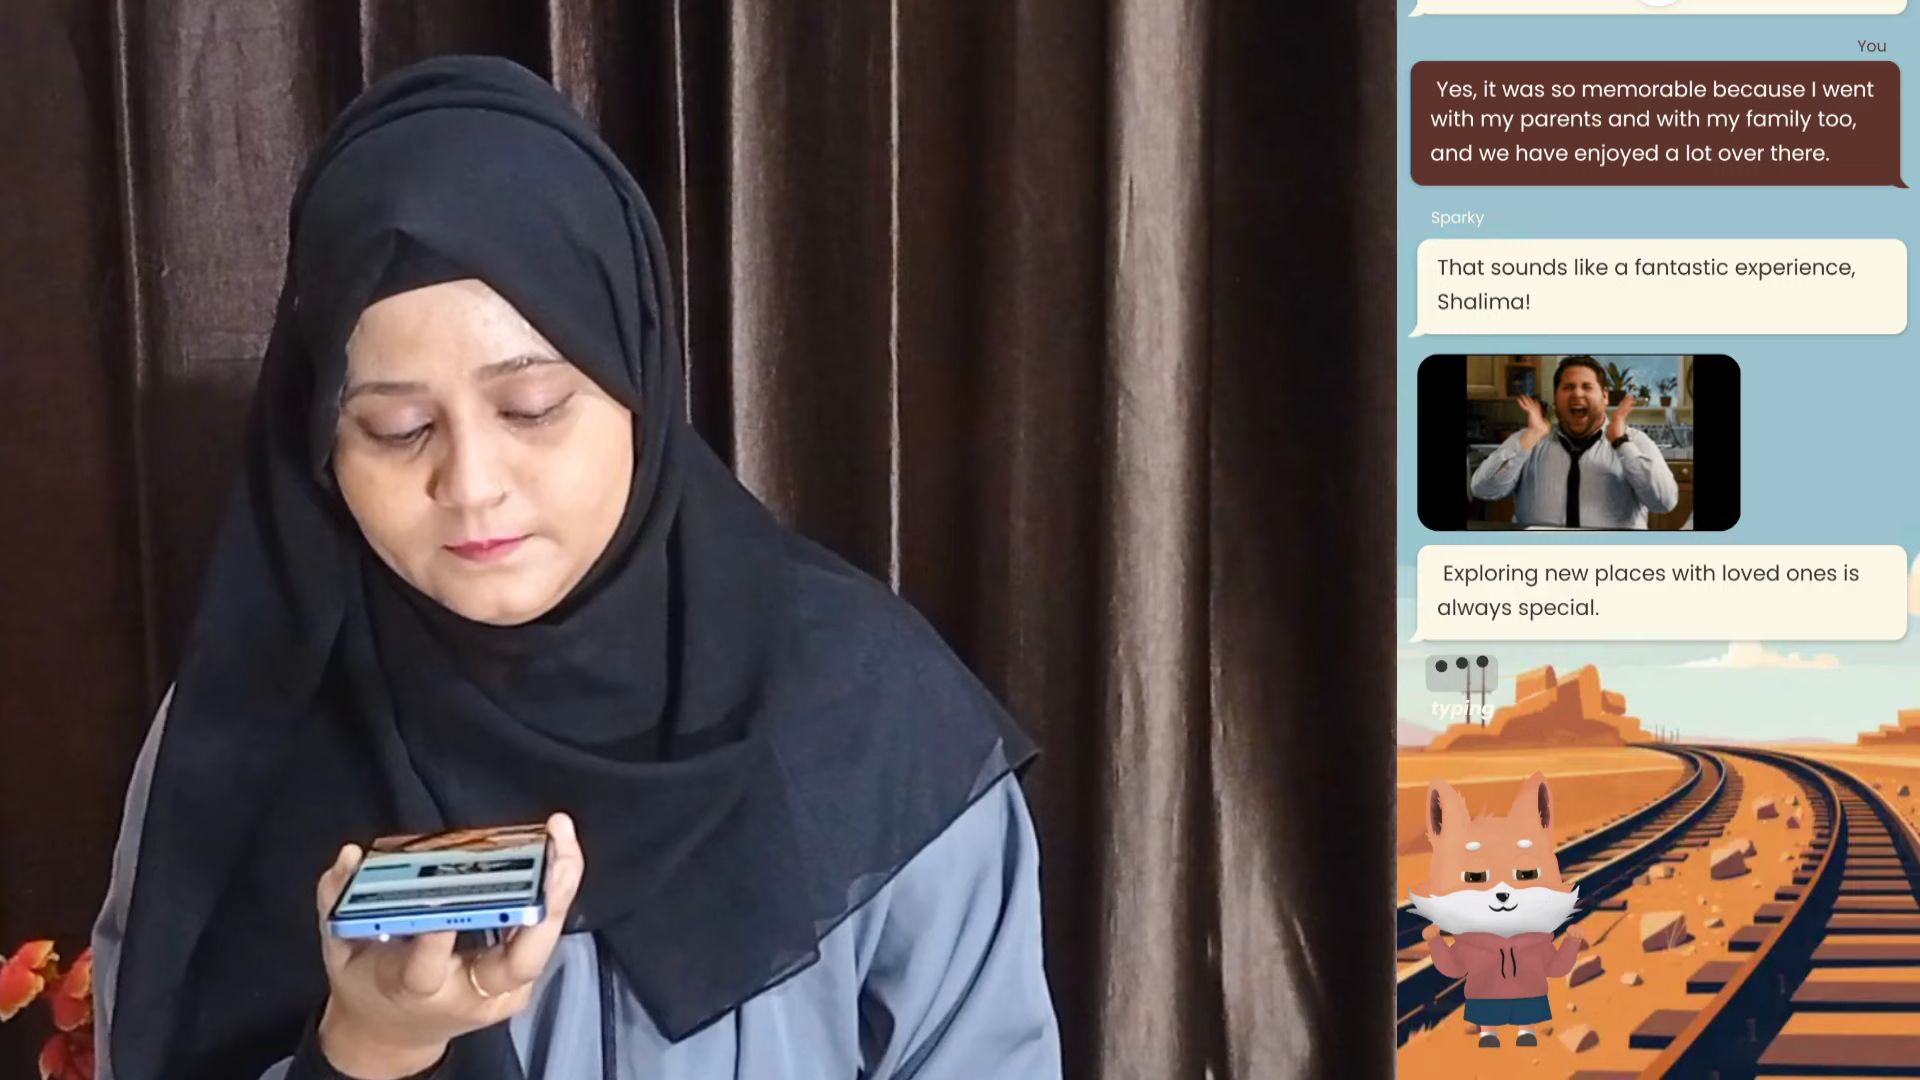 You
Yes, it was so memorable because I went
with my parents and with my family too,
and we have enjoyed a lot over there.
Sparky
That sounds like a fantastic experience,
Shalima!
Exploring new places with loved ones is
always special.
typing